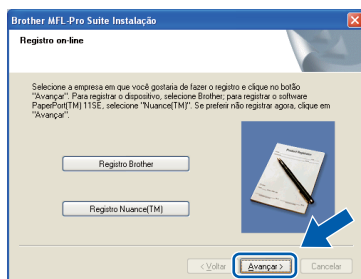 Brother MFL-Pro Suite Instalação
Registro on-line
Selecione a empresa em que você gostaria de fazer o registro e clique no botão
"Avançar". Para registrar o dispositivo, selecione Brother; para registrar o software
PaperPort(TM) 11SE, selecione "Nuance(TM)". Se preferir não registrar agora, clique em
"Avançar".
Registro Brother
Registro Nuance(TM)
< Voltar
Avançar >
Cancelar